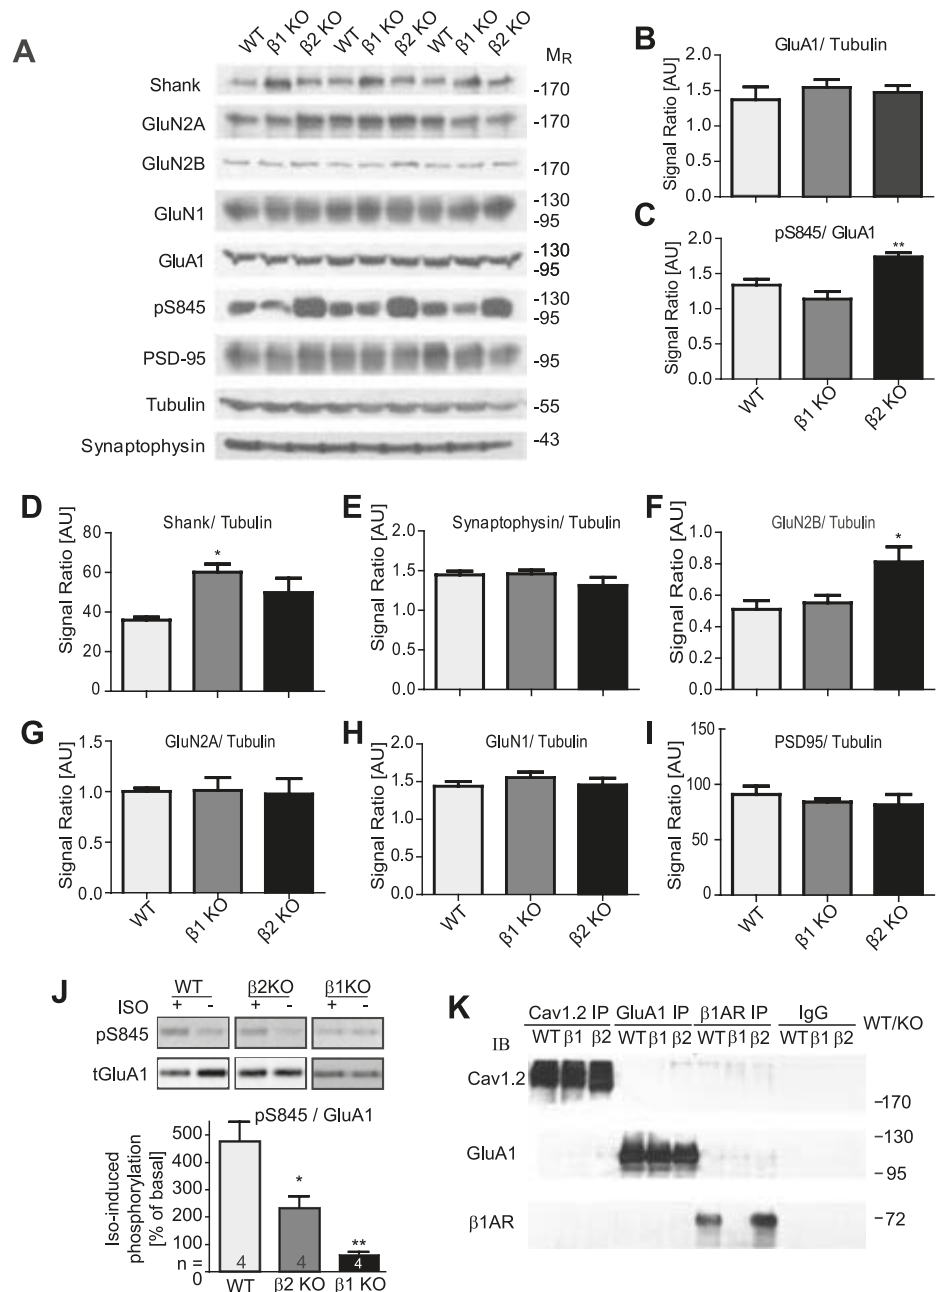 A
WT β1 KO β2 KO WT β1 KO β2 KO WT β1 KO β2 KO
MR
Shank -170
GluN2A -170
GluN2B -170
GluN1 -130
-95
GluA1 -130
-95
pS845 -130
-95
PSD-95 -95
Tubulin -55
Synaptophysin -43
B
GluA1/ Tubulin
Signal Ratio [AU]
2.0
1.5
1.0
0.5
0.0
C
pS845/ GluA1
Signal Ratio [AU]
2.0
1.5
1.0
0.5
0.0
**
WT β1 KO β2 KO
D
Shank/ Tubulin
Signal Ratio [AU]
80
60
40
20
0
*
E
Synaptophysin/ Tubulin
Signal Ratio [AU]
2.0
1.5
1.0
0.5
0.0
F
GluN2B/ Tubulin
Signal Ratio [AU]
1.0
0.8
0.6
0.4
0.2
0.0
*
G
GluN2A/ Tubulin
Signal Ratio [AU]
1.5
1.0
0.5
0.0
WT β1 KO β2 KO
H
GluN1/ Tubulin
Signal Ratio [AU]
2.0
1.5
1.0
0.5
0.0
WT β1 KO β2 KO
I
PSD95/ Tubulin
Signal Ratio [AU]
150
100
50
0
WT β1 KO β2 KO
J
WT β2KO β1KO
ISO + - + - + -
pS845
tGluA1
pS845 / GluA1
Iso-induced
phosphorylation
[% of basal]
500
400
300
200
100
0
*
**
n = 4 4 4
WT β2 KO β1 KO
K
Cav1.2 IP GluA1 IP β1AR IP IgG
IB WT β1 β2 WT β1 β2 WT β1 β2 WT β1 β2 WT/KO
Cav1.2
-170
GluA1 -130
-95
β1AR -72